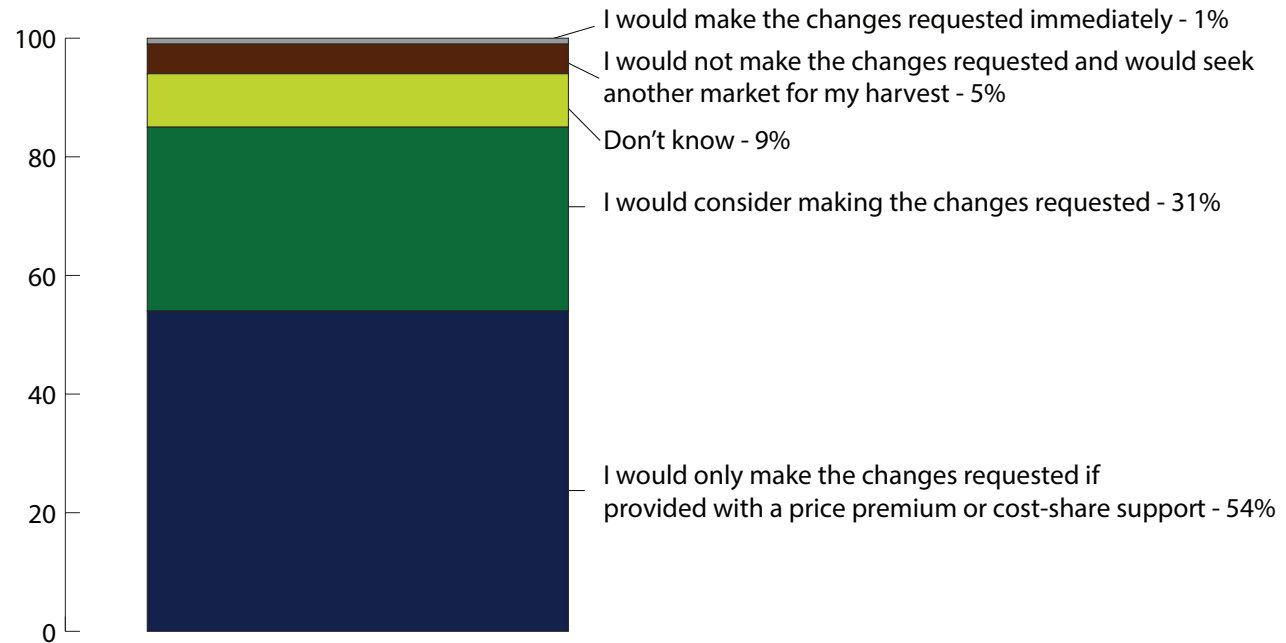 I would make the changes requested immediately - 1%
100
I would not make the changes requested and would seek
another market for my harvest - 5%
Don’t know - 9%
80
I would consider making the changes requested - 31%
60
40
I would only make the changes requested if
provided with a price premium or cost-share support - 54%
20
0